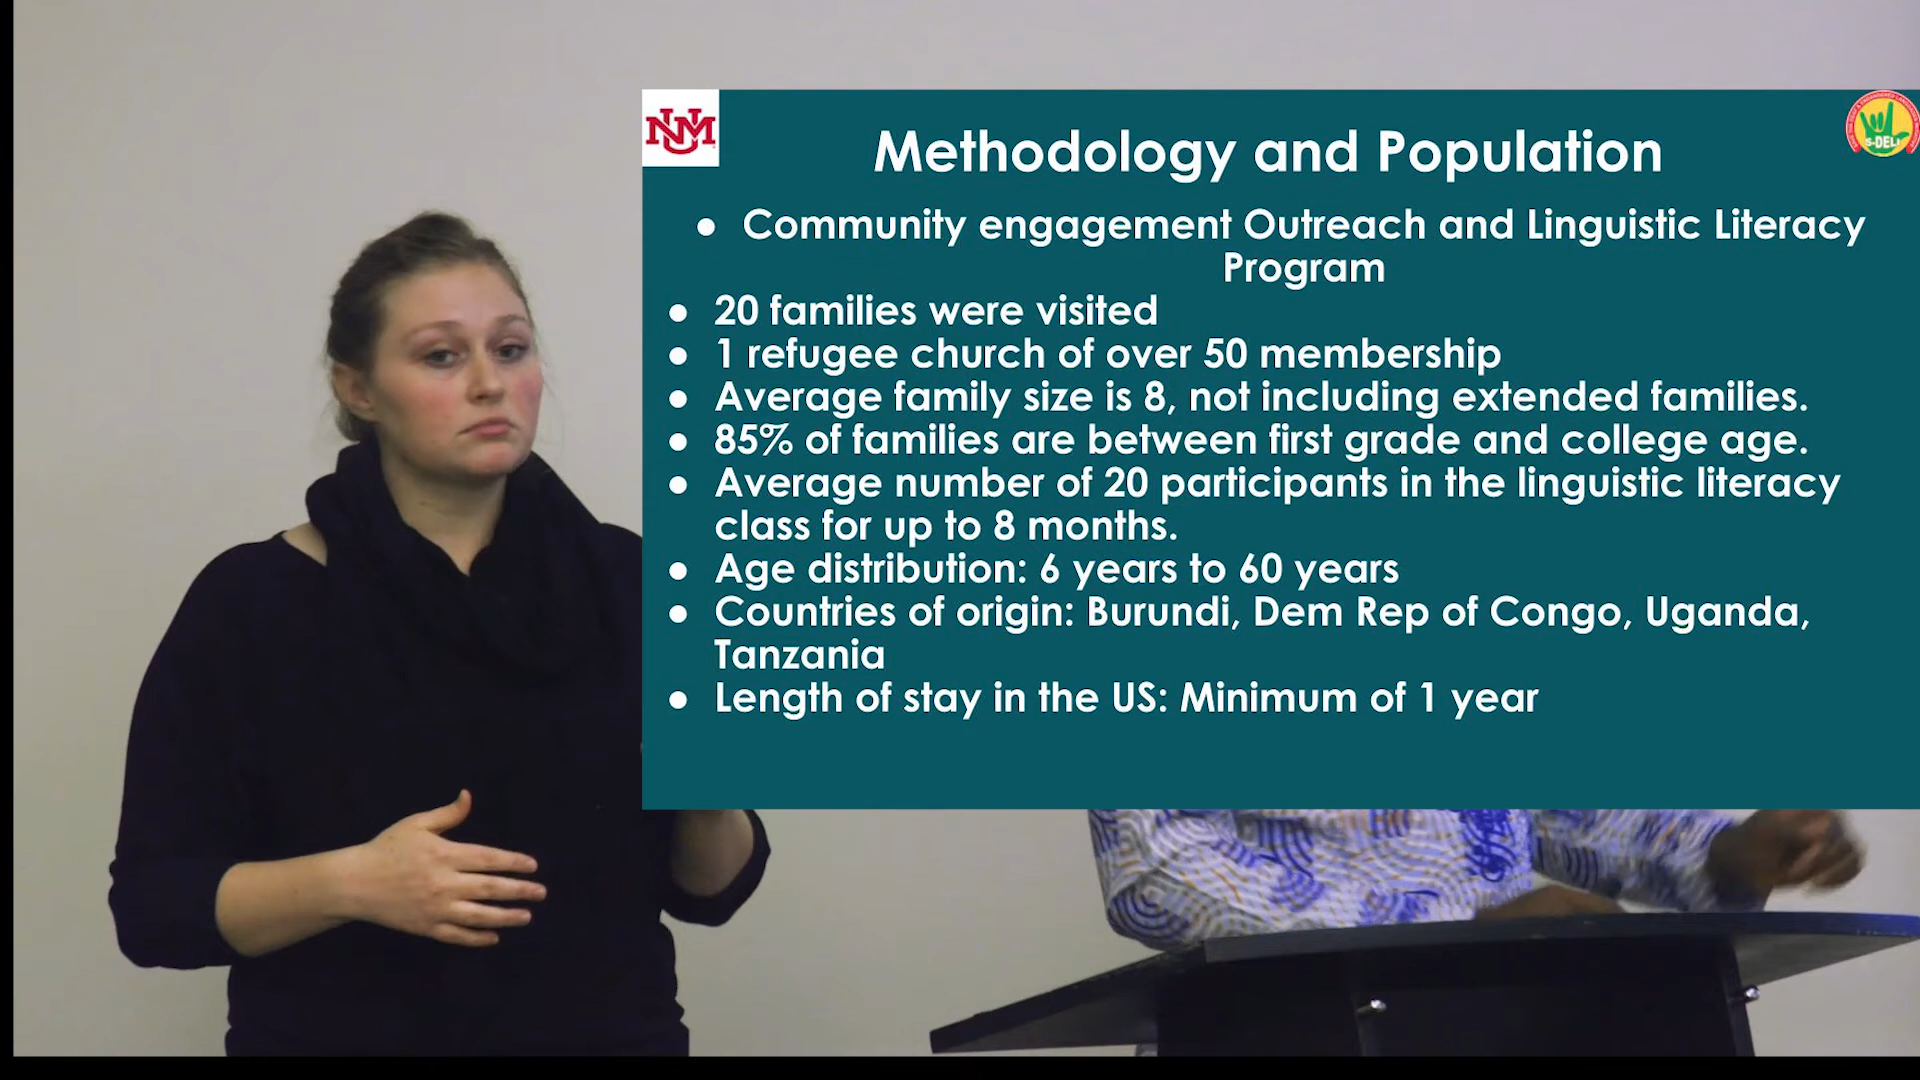 UNM
Methodology and Population
S-DELI
● Community engagement Outreach and Linguistic Literacy
Program
● 20 families were visited
● 1 refugee church of over 50 membership
● Average family size is 8, not including extended families.
● 85% of families are between first grade and college age.
● Average number of 20 participants in the linguistic literacy
class for up to 8 months.
● Age distribution: 6 years to 60 years
● Countries of origin: Burundi, Dem Rep of Congo, Uganda,
Tanzania
● Length of stay in the US: Minimum of 1 year